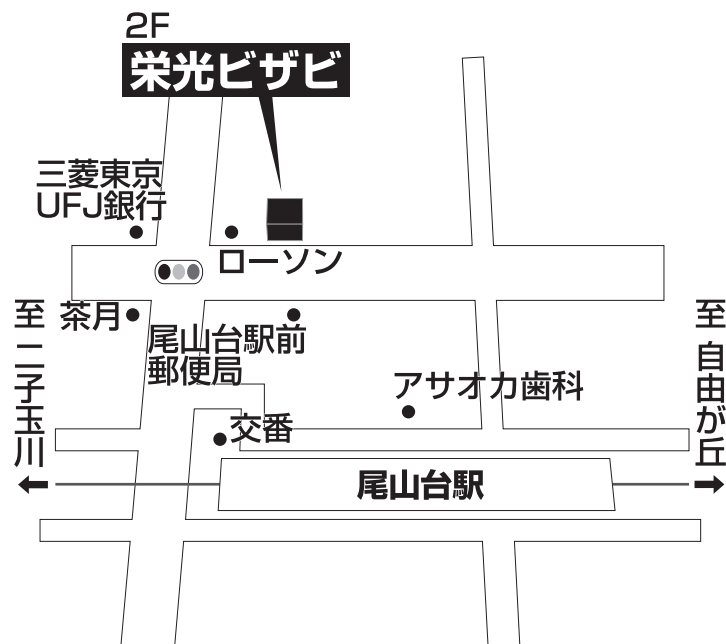 2F
栄光ビザビ
三菱東京
UFJ銀行
ローソン
茶月
尾山台駅前
郵便局
アサオカ歯科
交番
尾山台駅
至 二子玉川
至 自由が丘